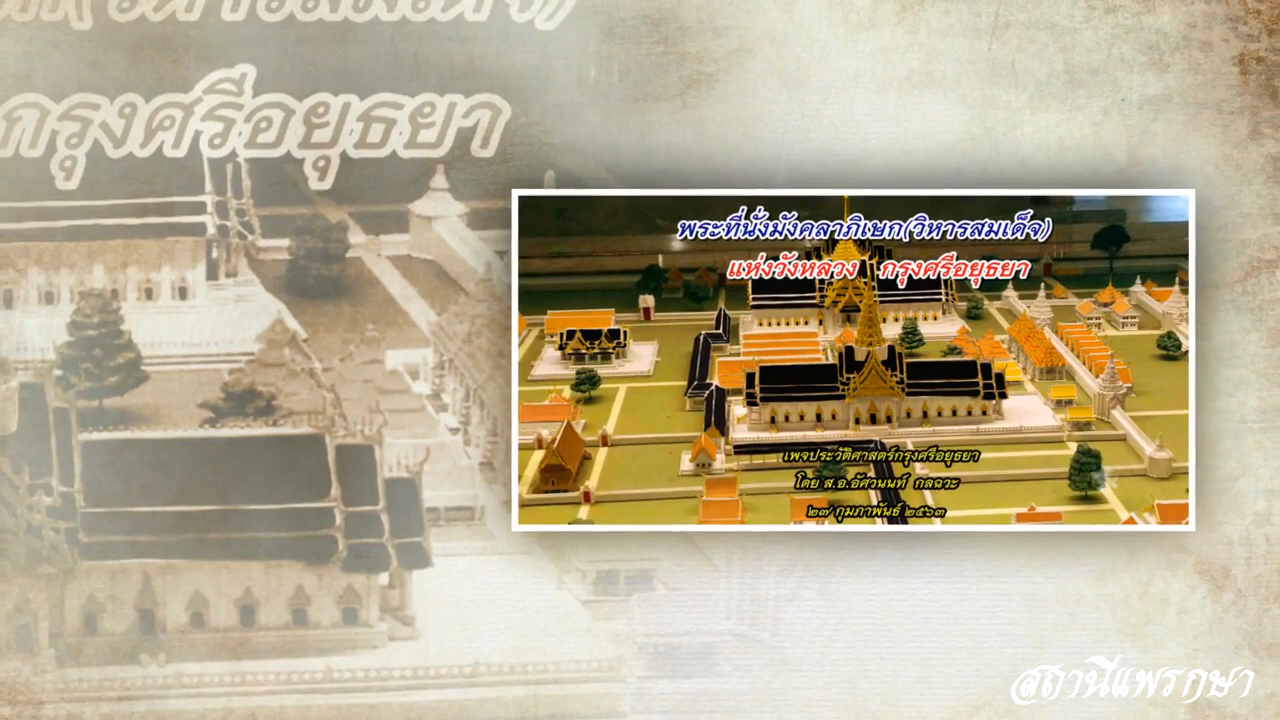 กรุงศรีอยุธยา
พระที่นั่งมังคลาภิเษก(วิหารสมเด็จ)
แห่งวังหลวง กรุงศรีอยุธยา
เพจประวัติศาสตร์กรุงศรีอยุธยา
โดย ส.อ.อัศวนนท์ กลฉวะ
๒๗ กุมภาพันธ์ ๒๕๖๓
สถานีแพรกษา